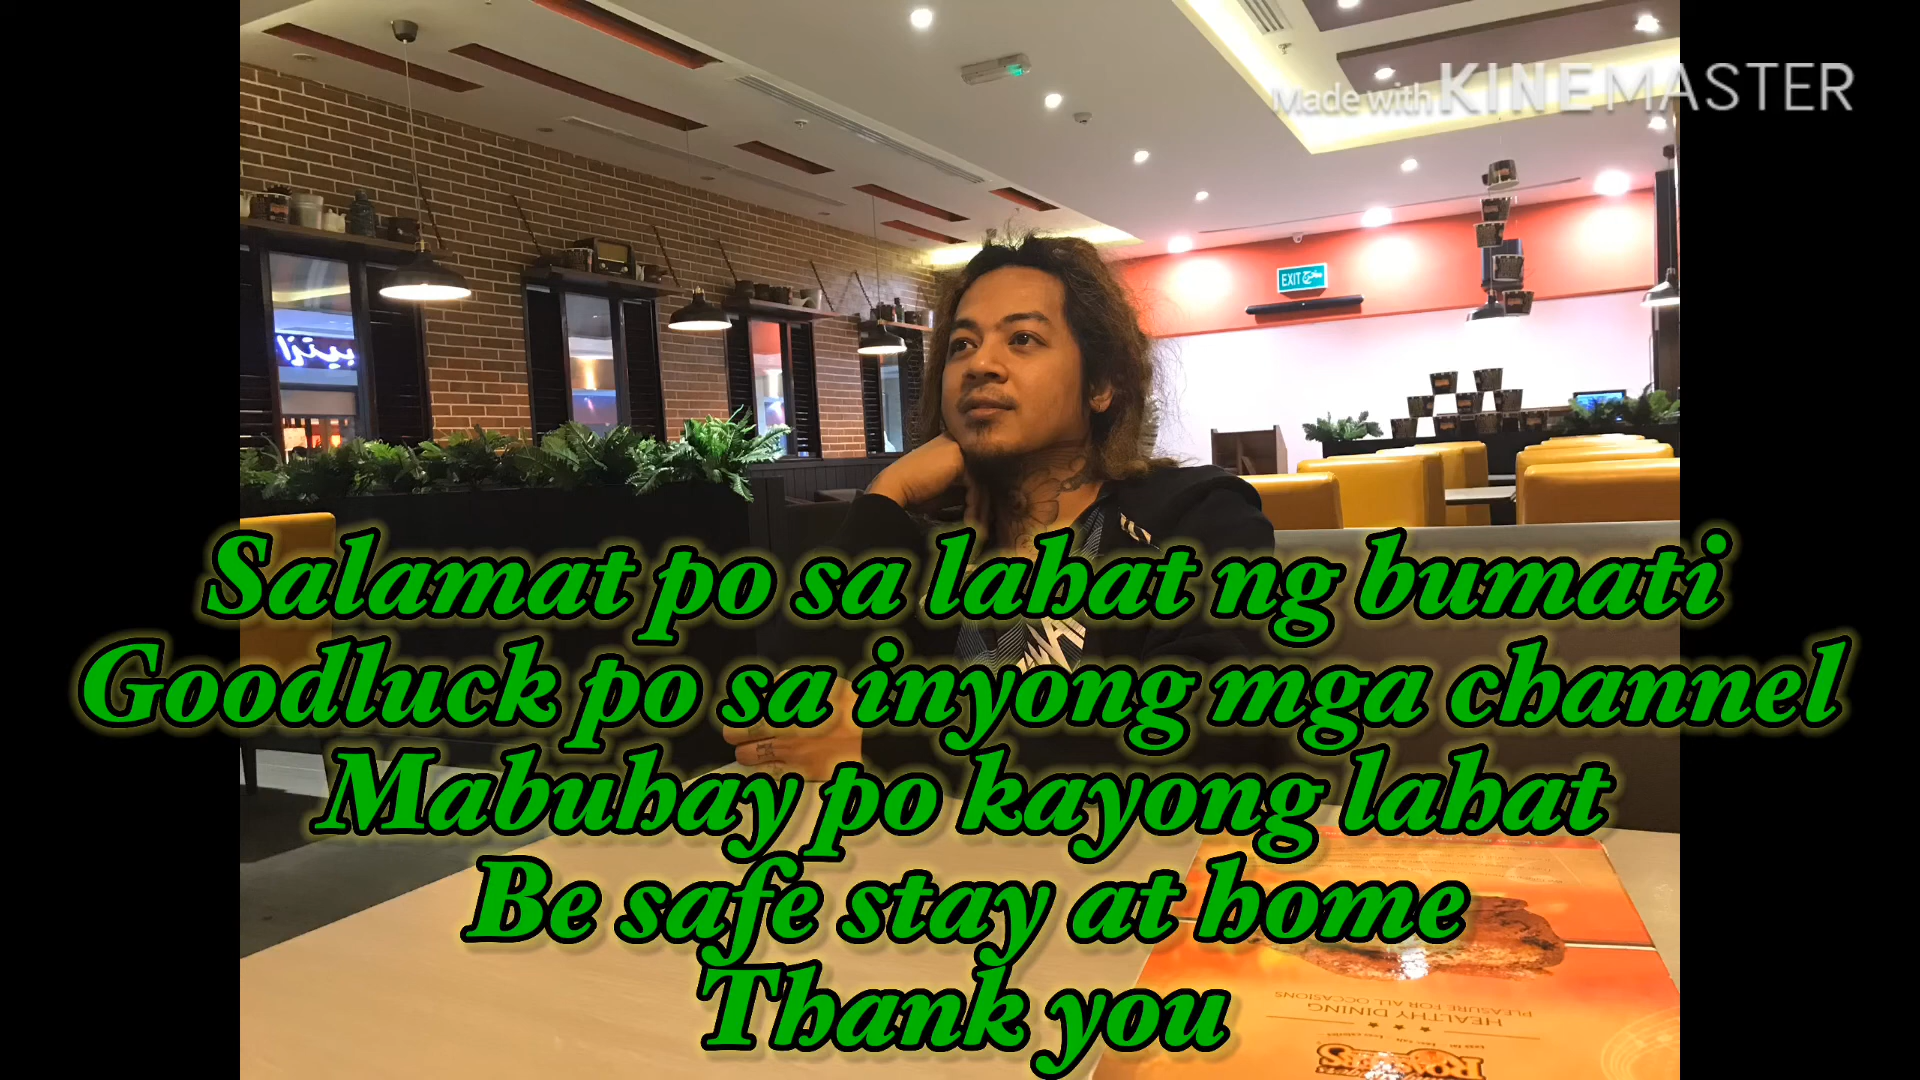 Made with KINEMASTER
EXIT
Salamat po sa lahat ng bumati
Goodluck po sa inyong mga channel
Mabuhay po kayong lahat
Be safe stay at home
Thank you
PLEASURE FOR ALL OCCASIONS
HEALTHY DINING
ROASTERS